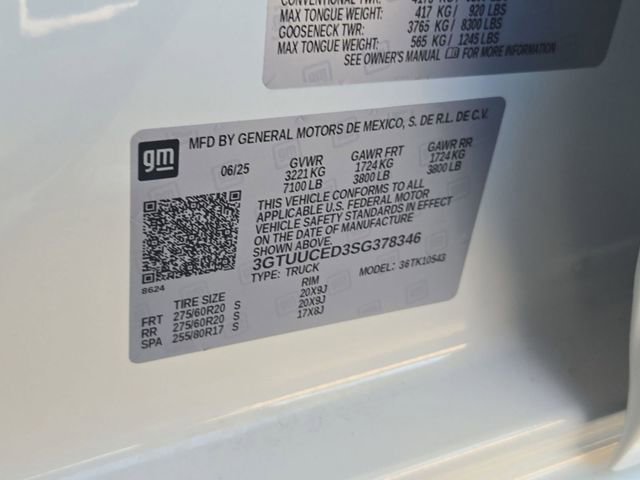 MAX TONGUE WEIGHT: 417 KG/ 920 LBS
GOOSENECK TWR: 3765 KG/ 8300 LBS
MAX TONGUE WEIGHT: 565 KG/ 1245 LBS
SEE OWNER'S MANUAL FOR MORE INFORMATION
gm
MFD BY GENERAL MOTORS DE MEXICO, S. DE R.L. DE C.V.
06/25 GVWR GAWR FRT GAWR RR
3221 KG 1724 KG 1724 KG
7100 LB 3800 LB 3800 LB
THIS VEHICLE CONFORMS TO ALL
APPLICABLE U.S. FEDERAL MOTOR
VEHICLE SAFETY STANDARDS IN EFFECT
ON THE DATE OF MANUFACTURE
SHOWN ABOVE.
3GTUUCED3SG378346
TYPE: TRUCK MODEL: 36TK10543
8624
TIRE SIZE RIM
FRT 275/60R20 S 20X9J
RR 275/60R20 S 20X9J
SPA 255/80R17 S 17X8J